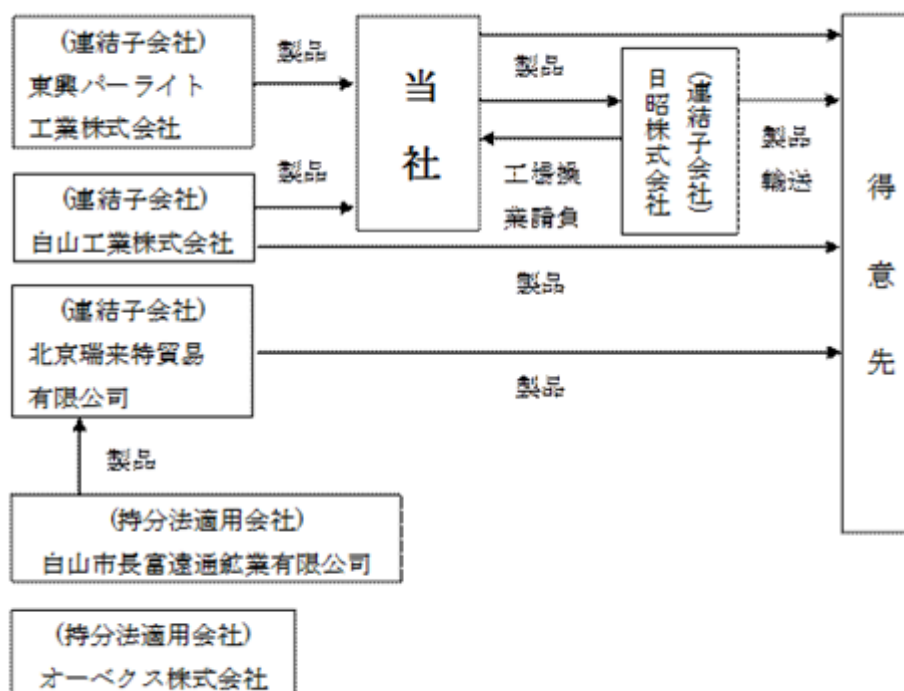 (連結子会社)
東興パーライト
工業株式会社
製品
当社
製品
日昭株式会社
(連結子会社)
製品
輸送
得意先
工場操
業請負
製品
(連結子会社)
白山工業株式会社
製品
(連結子会社)
北京瑞来特貿易
有限公司
製品
製品
(持分法適用会社)
白山市長富遠通鉱業有限公司
(持分法適用会社)
オーベクス株式会社